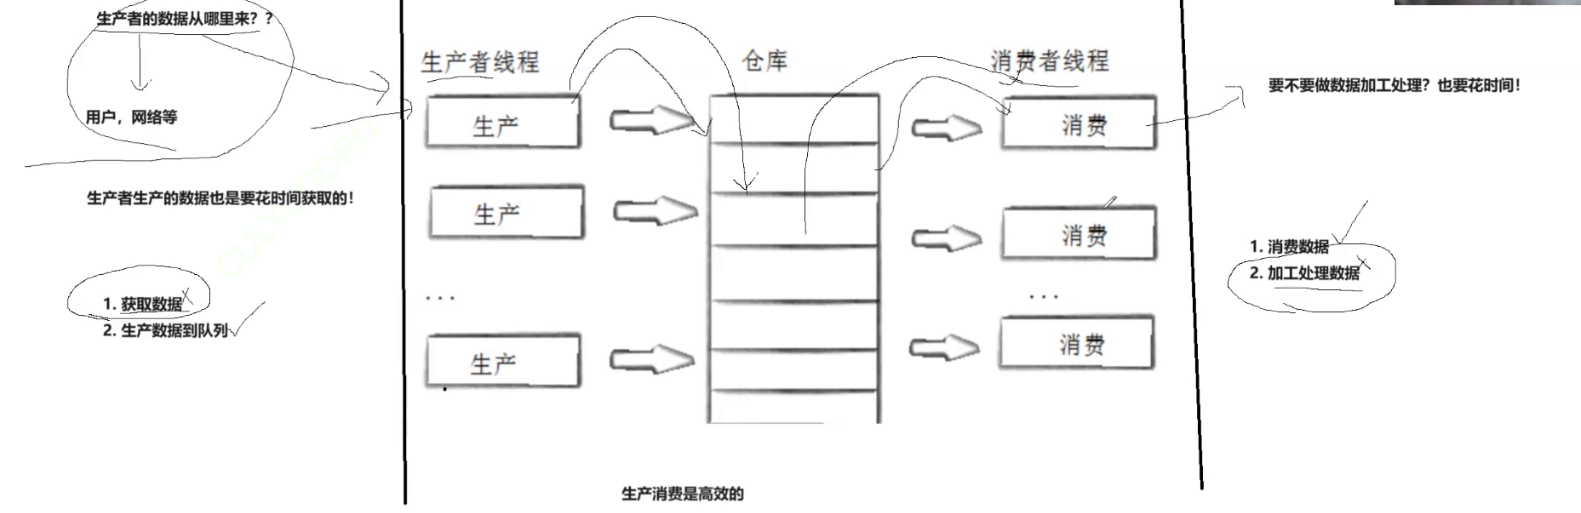 生产者的数据从哪里来？？
用户，网络等
生产者生产的数据也是要花时间获取的！
1. 获取数据
2. 生产数据到队列
生产者线程
仓库
消费者线程
生产
消费
生产
消费
...
...
生产
消费
生产消费是高效的
要不要做数据加工处理？也要花时间！
1. 消费数据
2. 加工处理数据